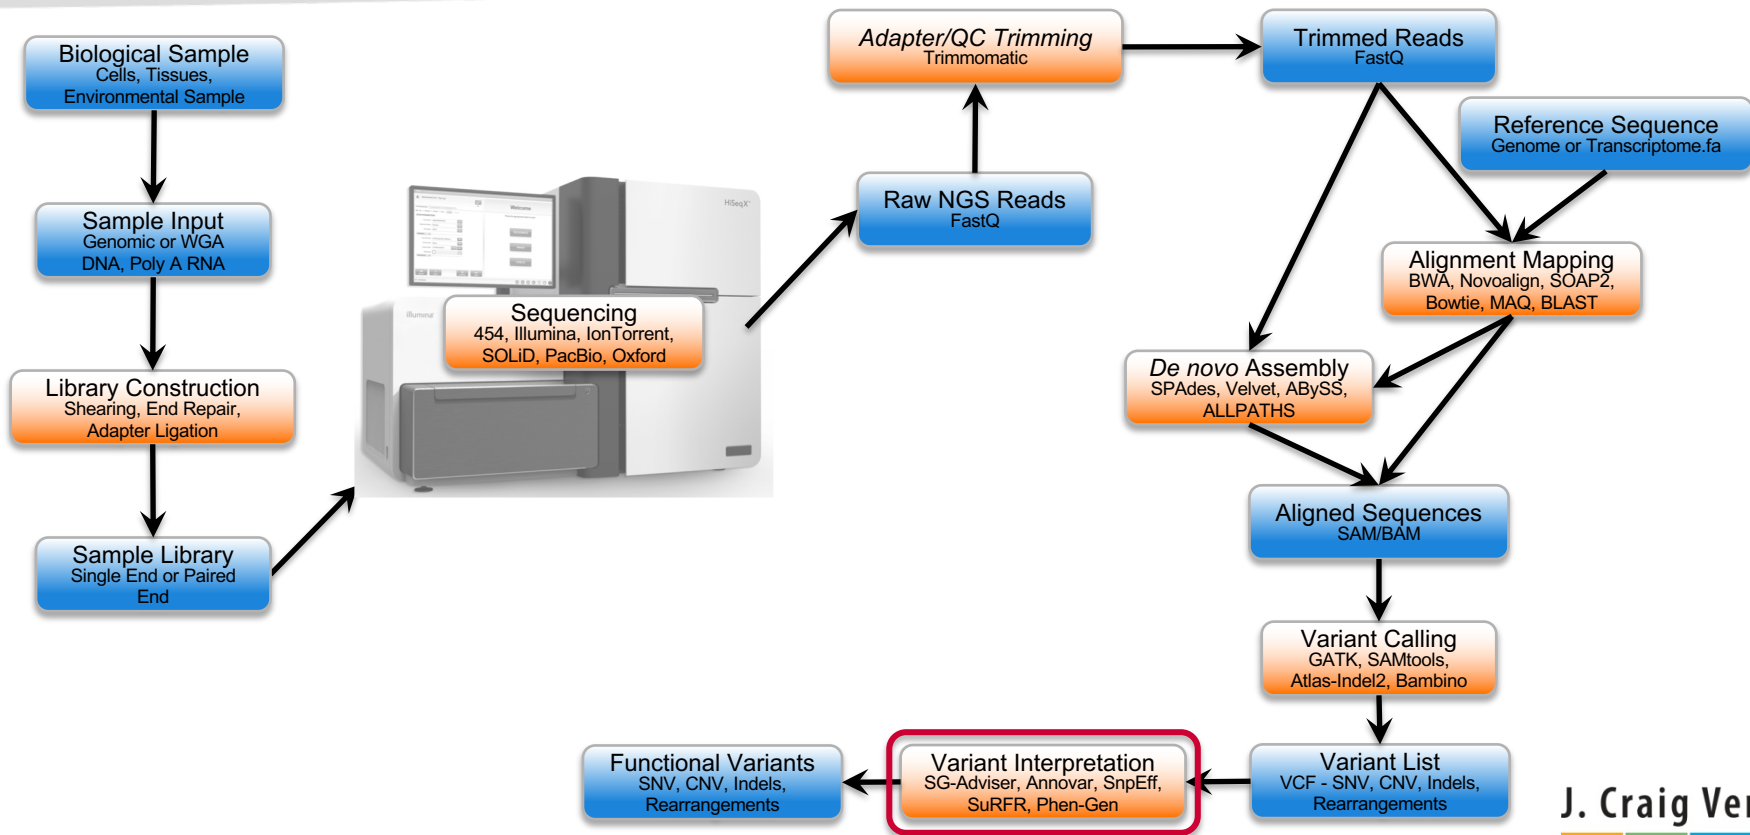 Biological Sample
Cells, Tissues,
Environmental Sample
Sample Input
Genomic or WGA
DNA, Poly A RNA
Library Construction
Shearing, End Repair,
Adapter Ligation
Sample Library
Single End or Paired
End
HiSeqX
Welcome
illumina
Sequencing
454, Illumina, IonTorrent,
SOLiD, PacBio, Oxford
Raw NGS Reads
FastQ
Adapter/QC Trimming
Trimmomatic
Trimmed Reads
FastQ
Reference Sequence
Genome or Transcriptome.fa
Alignment Mapping
BWA, Novoalign, SOAP2,
Bowtie, MAQ, BLAST
De novo Assembly
SPAdes, Velvet, ABySS,
ALLPATHS
Aligned Sequences
SAM/BAM
Variant Calling
GATK, SAMtools,
Atlas-Indel2, Bambino
Variant List
VCF - SNV, CNV, Indels,
Rearrangements
Variant Interpretation
SG-Adviser, Annovar, SnpEff,
SuRFR, Phen-Gen
Functional Variants
SNV, CNV, Indels,
Rearrangements
J. Craig Ver